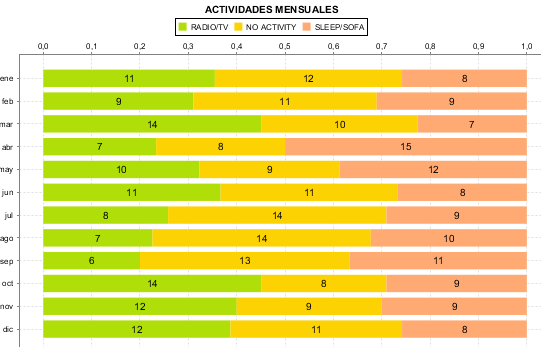 ACTIVIDADES MENSUALES
RADIO/TV NO ACTIVITY SLEEP/SOFA
0,0 0,1 0,2 0,3 0,4 0,5 0,6 0,7 0,8 0,9 1,0
ene 11 12 8
feb 9 11 9
mar 14 10 7
abr 7 8 15
may 10 9 12
jun 11 11 8
jul 8 14 9
ago 7 14 10
sep 6 13 11
oct 14 8 9
nov 12 9 9
dic 12 11 8